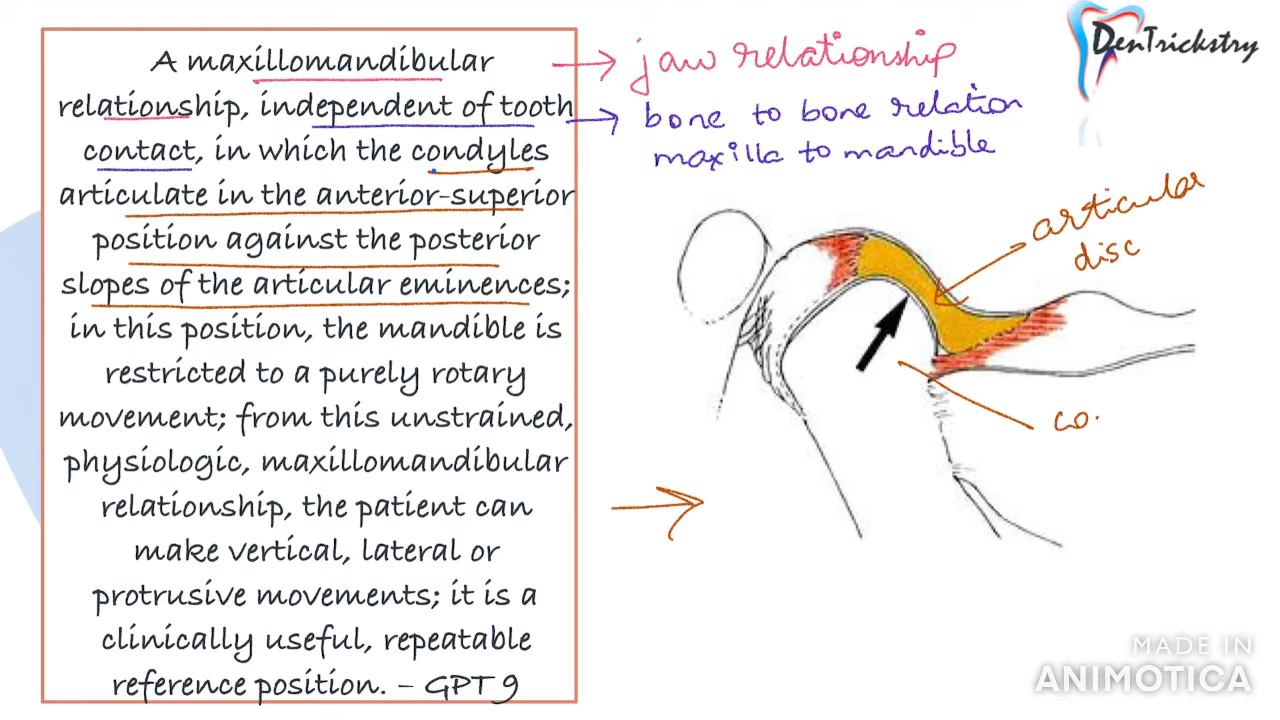 A maxillomandibular
relationship, independent of tooth
contact, in which the condyles
articulate in the anterior-superior
position against the posterior
slopes of the articular eminences;
in this position, the mandible is
restricted to a purely rotary
movement; from this unstrained,
physiologic, maxillomandibular
relationship, the patient can
make vertical, lateral or
protrusive movements; it is a
clinically useful, repeatable
reference position. – GPT 9
jaw relationship
bone to bone relation
maxilla to mandible
DenTrickstry
articular
disc
co.
MADE IN
ANIMOTICA